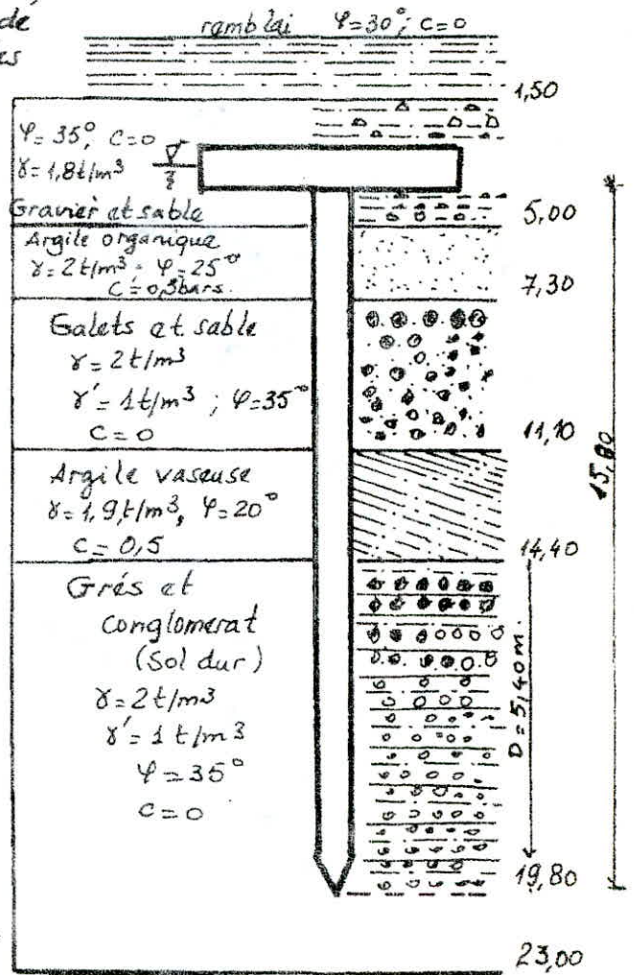 de
es
remblai φ=30°; c=0
1,50
φ=35°, C=0
γ=1,8t/m³
Gravier et sable
5,00
Argile organique
γ=2t/m³ φ=25°
C=0,3bars.
7,30
Galets et sable
γ=2t/m³
γ'=1t/m³ ; φ=35°
C=0
11,10
Argile vaseuse
γ=1,9t/m³, φ=20°
C=0,5
14,40
Grés et
conglomerat
(Sol dur)
γ=2t/m³
γ'=1 t/m³
φ=35°
C=0
D=5,40m.
15,80
19,80
23,00